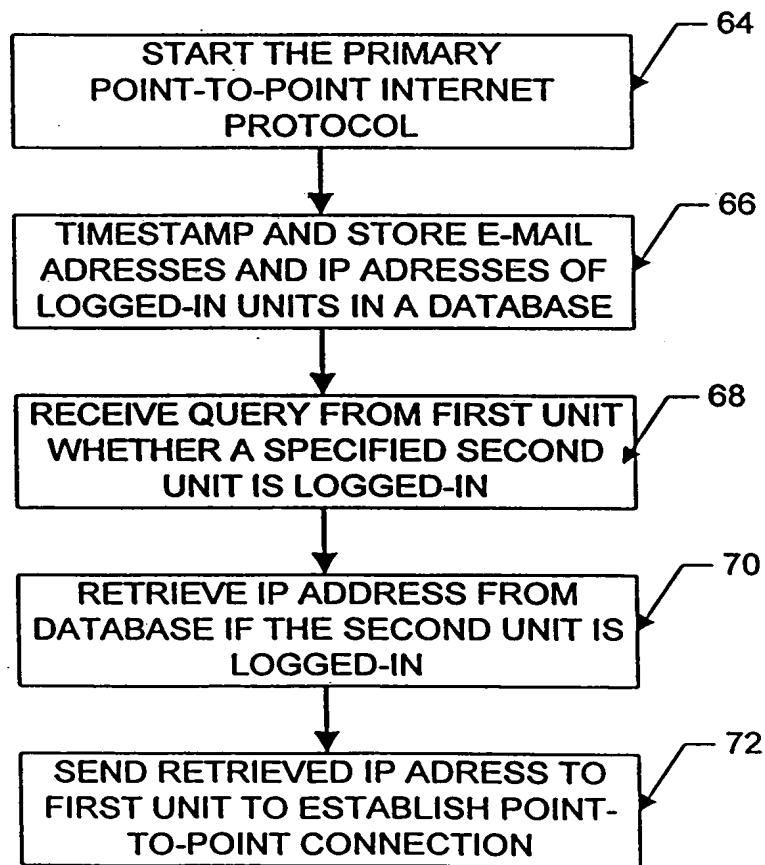 64
START THE PRIMARY
POINT-TO-POINT INTERNET
PROTOCOL
66
TIMESTAMP AND STORE E-MAIL
ADRESSES AND IP ADRESSES OF
LOGGED-IN UNITS IN A DATABASE
68
RECEIVE QUERY FROM FIRST UNIT
WHETHER A SPECIFIED SECOND
UNIT IS LOGGED-IN
70
RETRIEVE IP ADDRESS FROM
DATABASE IF THE SECOND UNIT IS
LOGGED-IN
72
SEND RETRIEVED IP ADRESS TO
FIRST UNIT TO ESTABLISH POINT-
TO-POINT CONNECTION